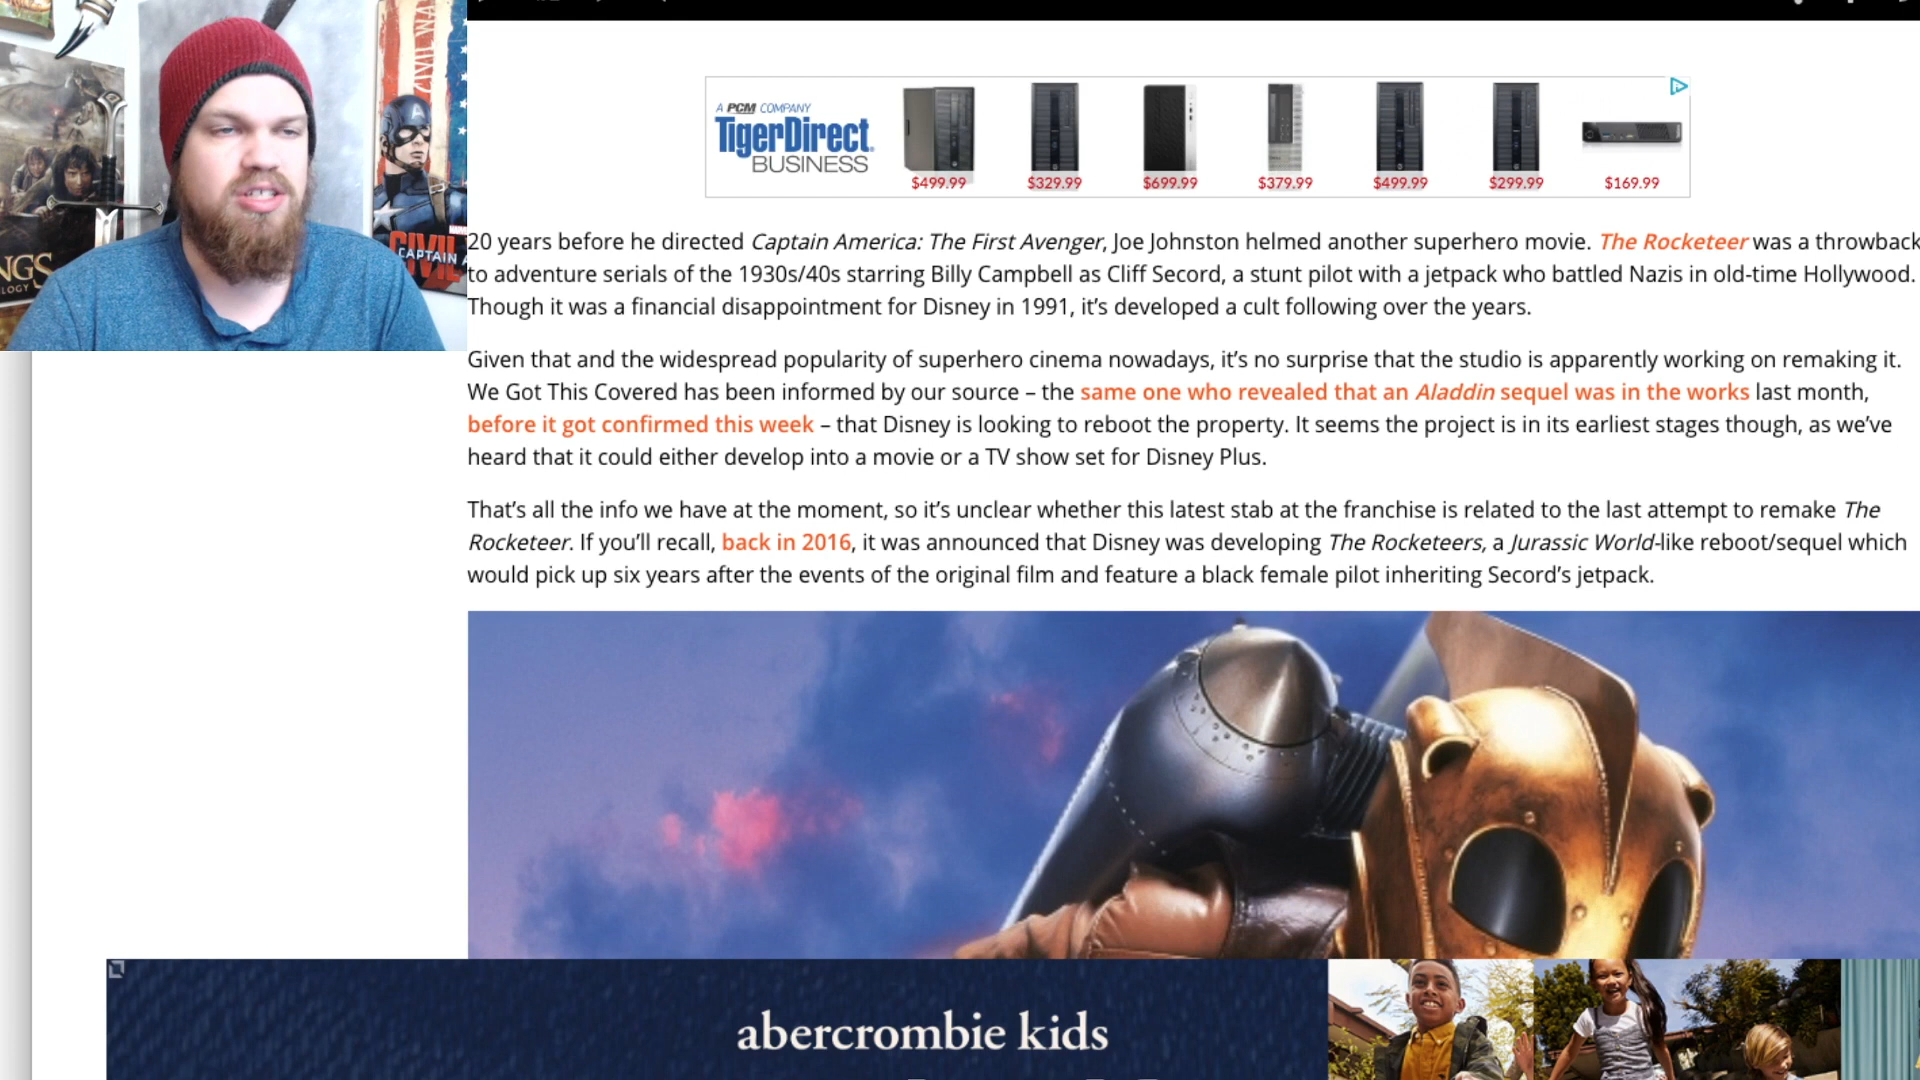 CIVIL WAR
NGS
LOGY
CIVIL
CAPTAIN A
A PCM COMPANY
TigerDirect
BUSINESS
$499.99 $329.99 $699.99 $379.99 $499.99 $299.99 $169.99
20 years before he directed Captain America: The First Avenger, Joe Johnston helmed another superhero movie. The Rocketeer was a throwback
to adventure serials of the 1930s/40s starring Billy Campbell as Cliff Secord, a stunt pilot with a jetpack who battled Nazis in old-time Hollywood.
Though it was a financial disappointment for Disney in 1991, it’s developed a cult following over the years.
Given that and the widespread popularity of superhero cinema nowadays, it’s no surprise that the studio is apparently working on remaking it.
We Got This Covered has been informed by our source – the same one who revealed that an Aladdin sequel was in the works last month,
before it got confirmed this week – that Disney is looking to reboot the property. It seems the project is in its earliest stages though, as we’ve
heard that it could either develop into a movie or a TV show set for Disney Plus.
That’s all the info we have at the moment, so it’s unclear whether this latest stab at the franchise is related to the last attempt to remake The
Rocketeer. If you’ll recall, back in 2016, it was announced that Disney was developing The Rocketeers, a Jurassic World-like reboot/sequel which
would pick up six years after the events of the original film and feature a black female pilot inheriting Secord’s jetpack.
abercrombie kids